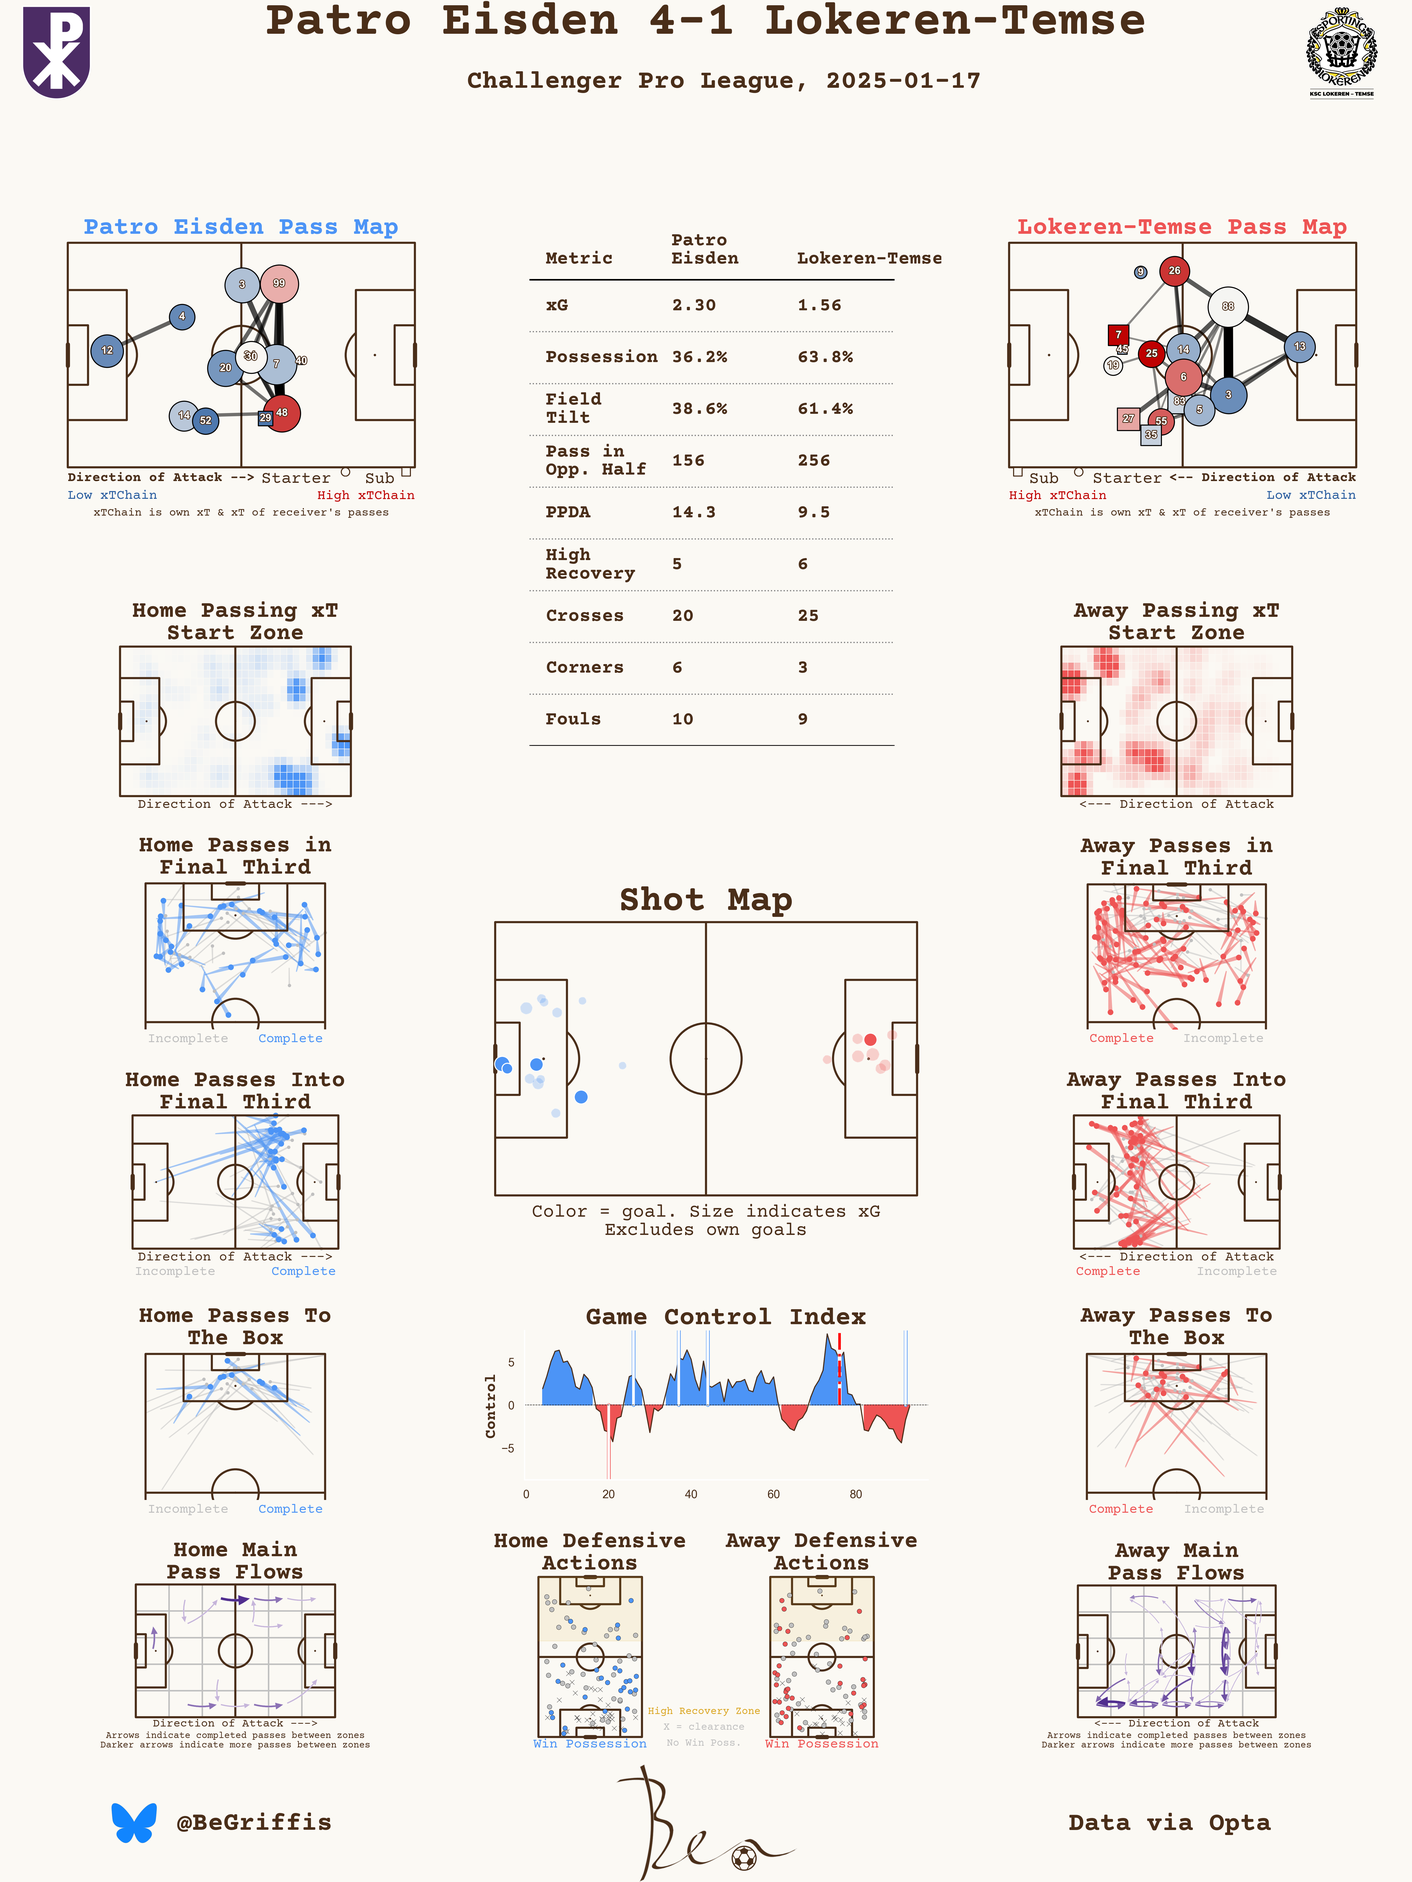 Patro Eisden 4-1 Lokeren-Temse
Challenger Pro League, 2025-01-17
SPORTING
LOKEREN
KSC LOKEREN - TEMSE
Patro Eisden Pass Map
3
99
4
12
30
20
7
40
14
52
29
48
Direction of Attack --> Starter Sub
Low xTChain High xTChain
xTChain is own xT & xT of receiver's passes
Metric Patro Eisden Lokeren-Temse
xG 2.30 1.56
Possession 36.2% 63.8%
Field Tilt 38.6% 61.4%
Pass in Opp. Half 156 256
PPDA 14.3 9.5
High Recovery 5 6
Crosses 20 25
Corners 6 3
Fouls 10 9
Lokeren-Temse Pass Map
9
26
88
7
45
25
14
13
19
6
3
83
5
27
55
35
Sub Starter <-- Direction of Attack
High xTChain Low xTChain
xTChain is own xT & xT of receiver's passes
Home Passing xT
Start Zone
Direction of Attack --->
Away Passing xT
Start Zone
<--- Direction of Attack
Home Passes in
Final Third
Incomplete Complete
Away Passes in
Final Third
Complete Incomplete
Shot Map
Color = goal. Size indicates xG
Excludes own goals
Home Passes Into
Final Third
Direction of Attack --->
Incomplete Complete
Away Passes Into
Final Third
<--- Direction of Attack
Complete Incomplete
Home Passes To
The Box
Incomplete Complete
Game Control Index
Control
5
0
−5
0 20 40 60 80
Away Passes To
The Box
Complete Incomplete
Home Main
Pass Flows
Direction of Attack --->
Arrows indicate completed passes between zones
Darker arrows indicate more passes between zones
Home Defensive
Actions
Win Possession
Away Defensive
Actions
Win Possession
High Recovery Zone
X = clearance
No Win Poss.
Away Main
Pass Flows
<--- Direction of Attack
Arrows indicate completed passes between zones
Darker arrows indicate more passes between zones
@BeGriffis
Ben
Data via Opta